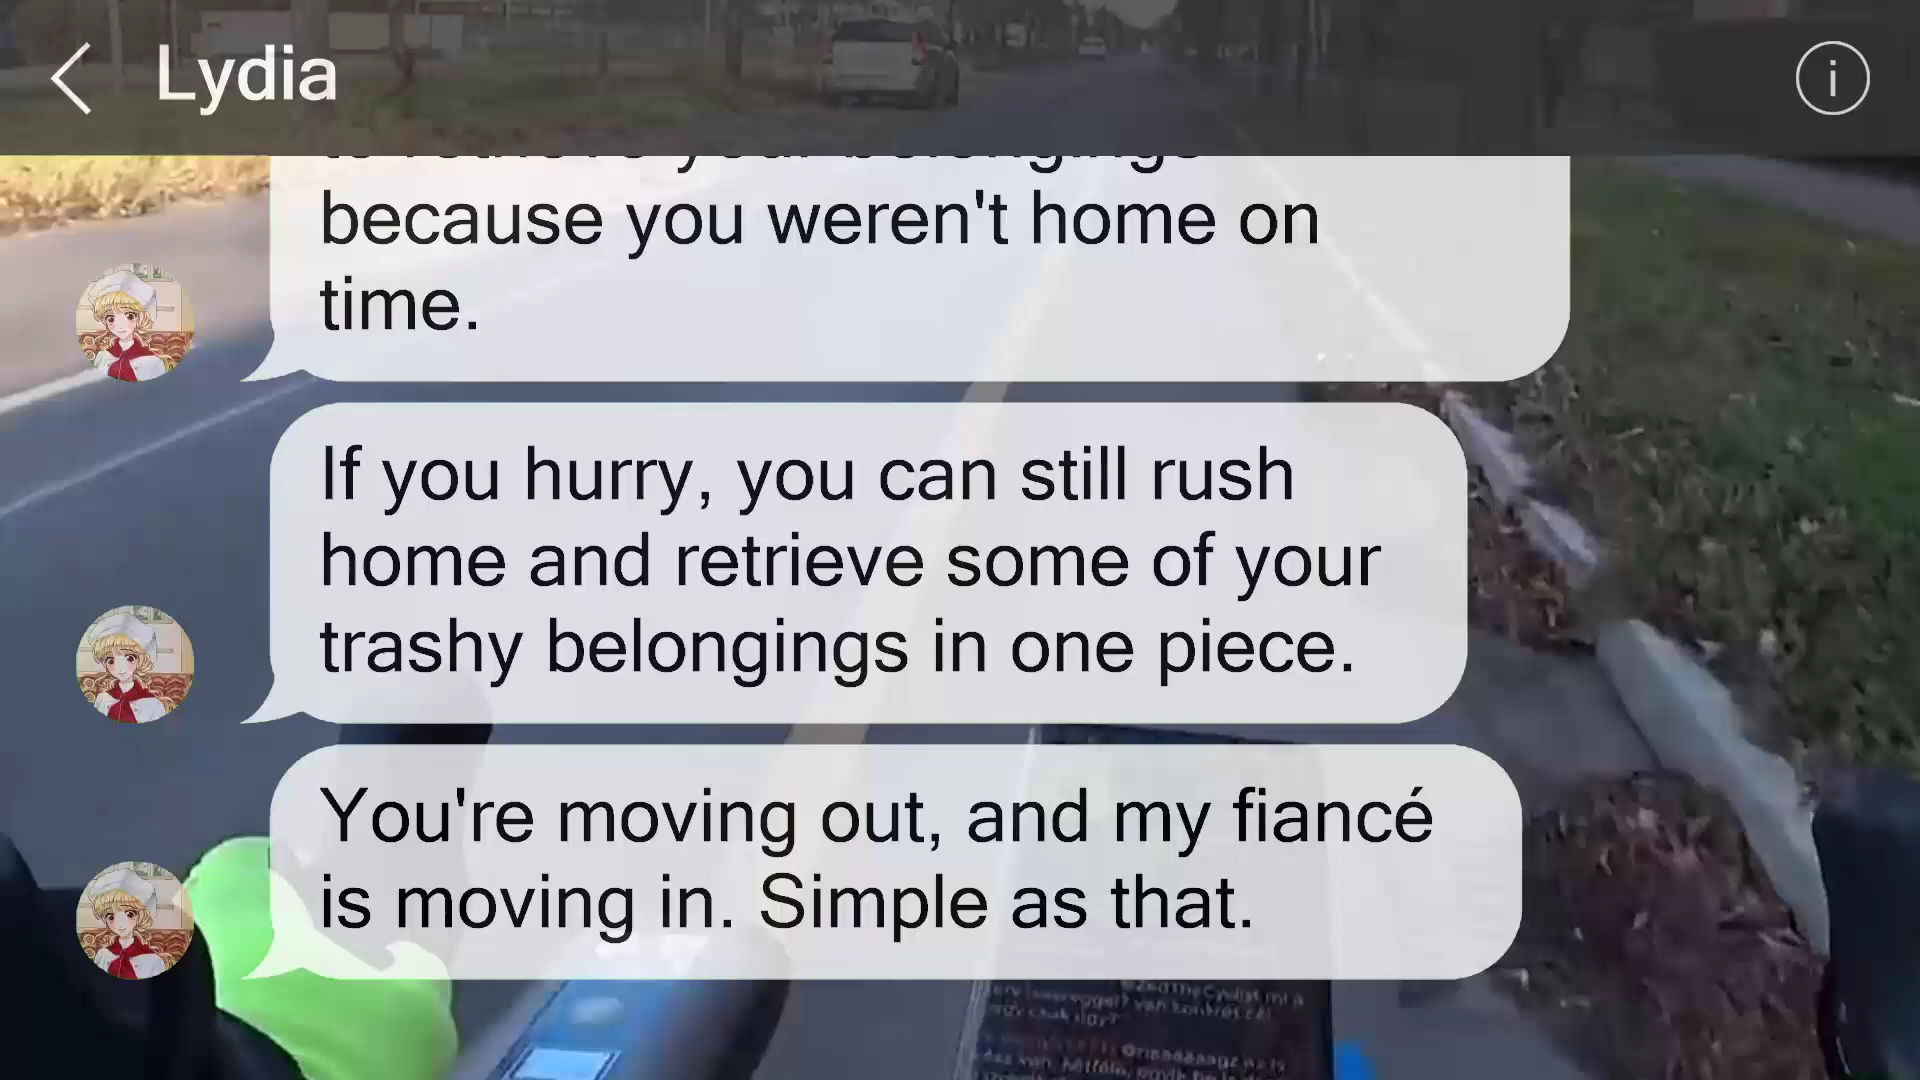 Lydia
because you weren't home on
time.
If you hurry, you can still rush
home and retrieve some of your
trashy belongings in one piece.
You're moving out, and my fiancé
is moving in. Simple as that.